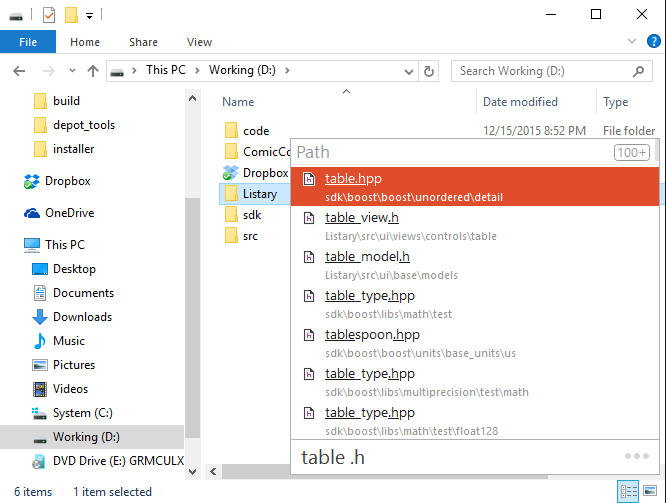 File Home Share View
This PC Working (D:) Search Working (D:)
Name Date modified Type
build
depot_tools
installer
Dropbox
OneDrive
This PC
Desktop
Documents
Downloads
Music
Pictures
Videos
System (C:)
Working (D:)
DVD Drive (E:) GRMCULX
code 12/15/2015 8:52 PM File folder
ComicCo
Dropbox
Listary
sdk
src
Path 100+
table.hpp
sdk\boost\boost\unordered\detail
table_view.h
Listary\src\ui\views\controls\table
table_model.h
Listary\src\ui\base\models
table_type.hpp
sdk\boost\libs\math\test
tablespoon.hpp
sdk\boost\boost\units\base_units\us
table_type.hpp
sdk\boost\libs\multiprecision\test\math
table_type.hpp
sdk\boost\libs\math\test\float128
table .h
6 items 1 item selected